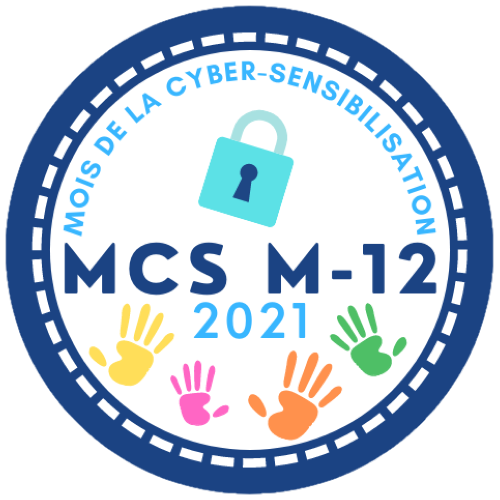 MOIS DE LA CYBER-SENSIBILISATION
MCS M-12
2021